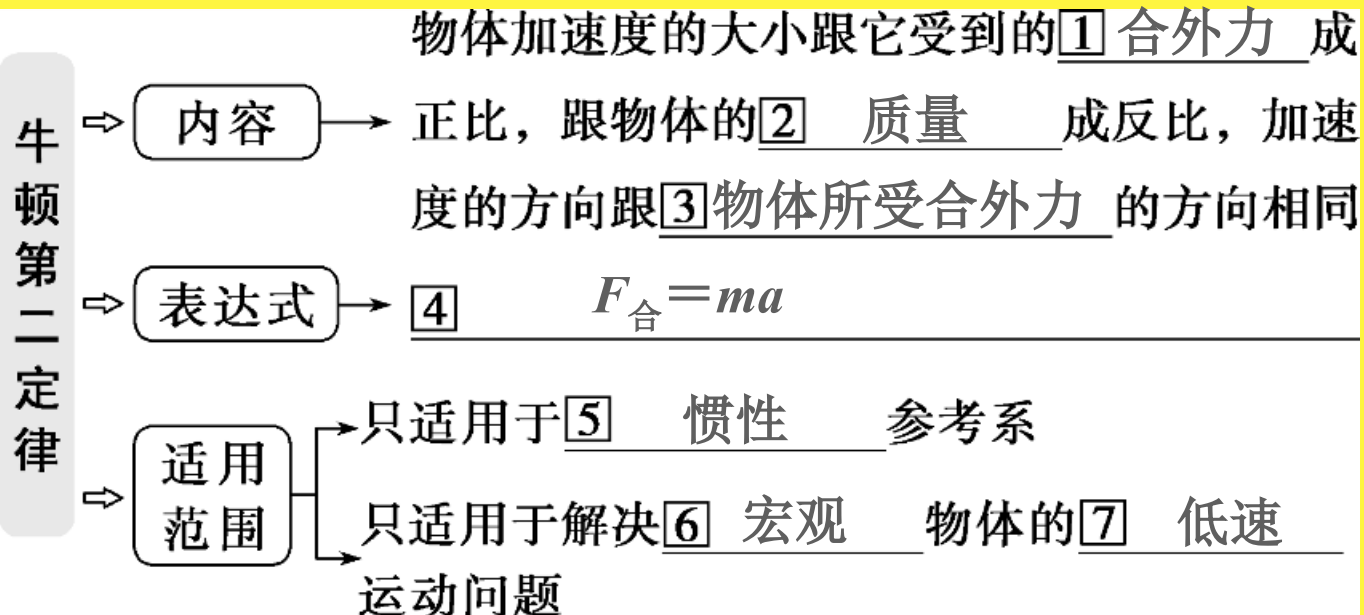 牛顿第二定律
内容
物体加速度的大小跟它受到的1合外力成
正比，跟物体的2质量成反比，加速
度的方向跟3物体所受合外力的方向相同
表达式
4 F合＝ma
适用
范围
只适用于5惯性参考系
只适用于解决6宏观物体的7低速
运动问题